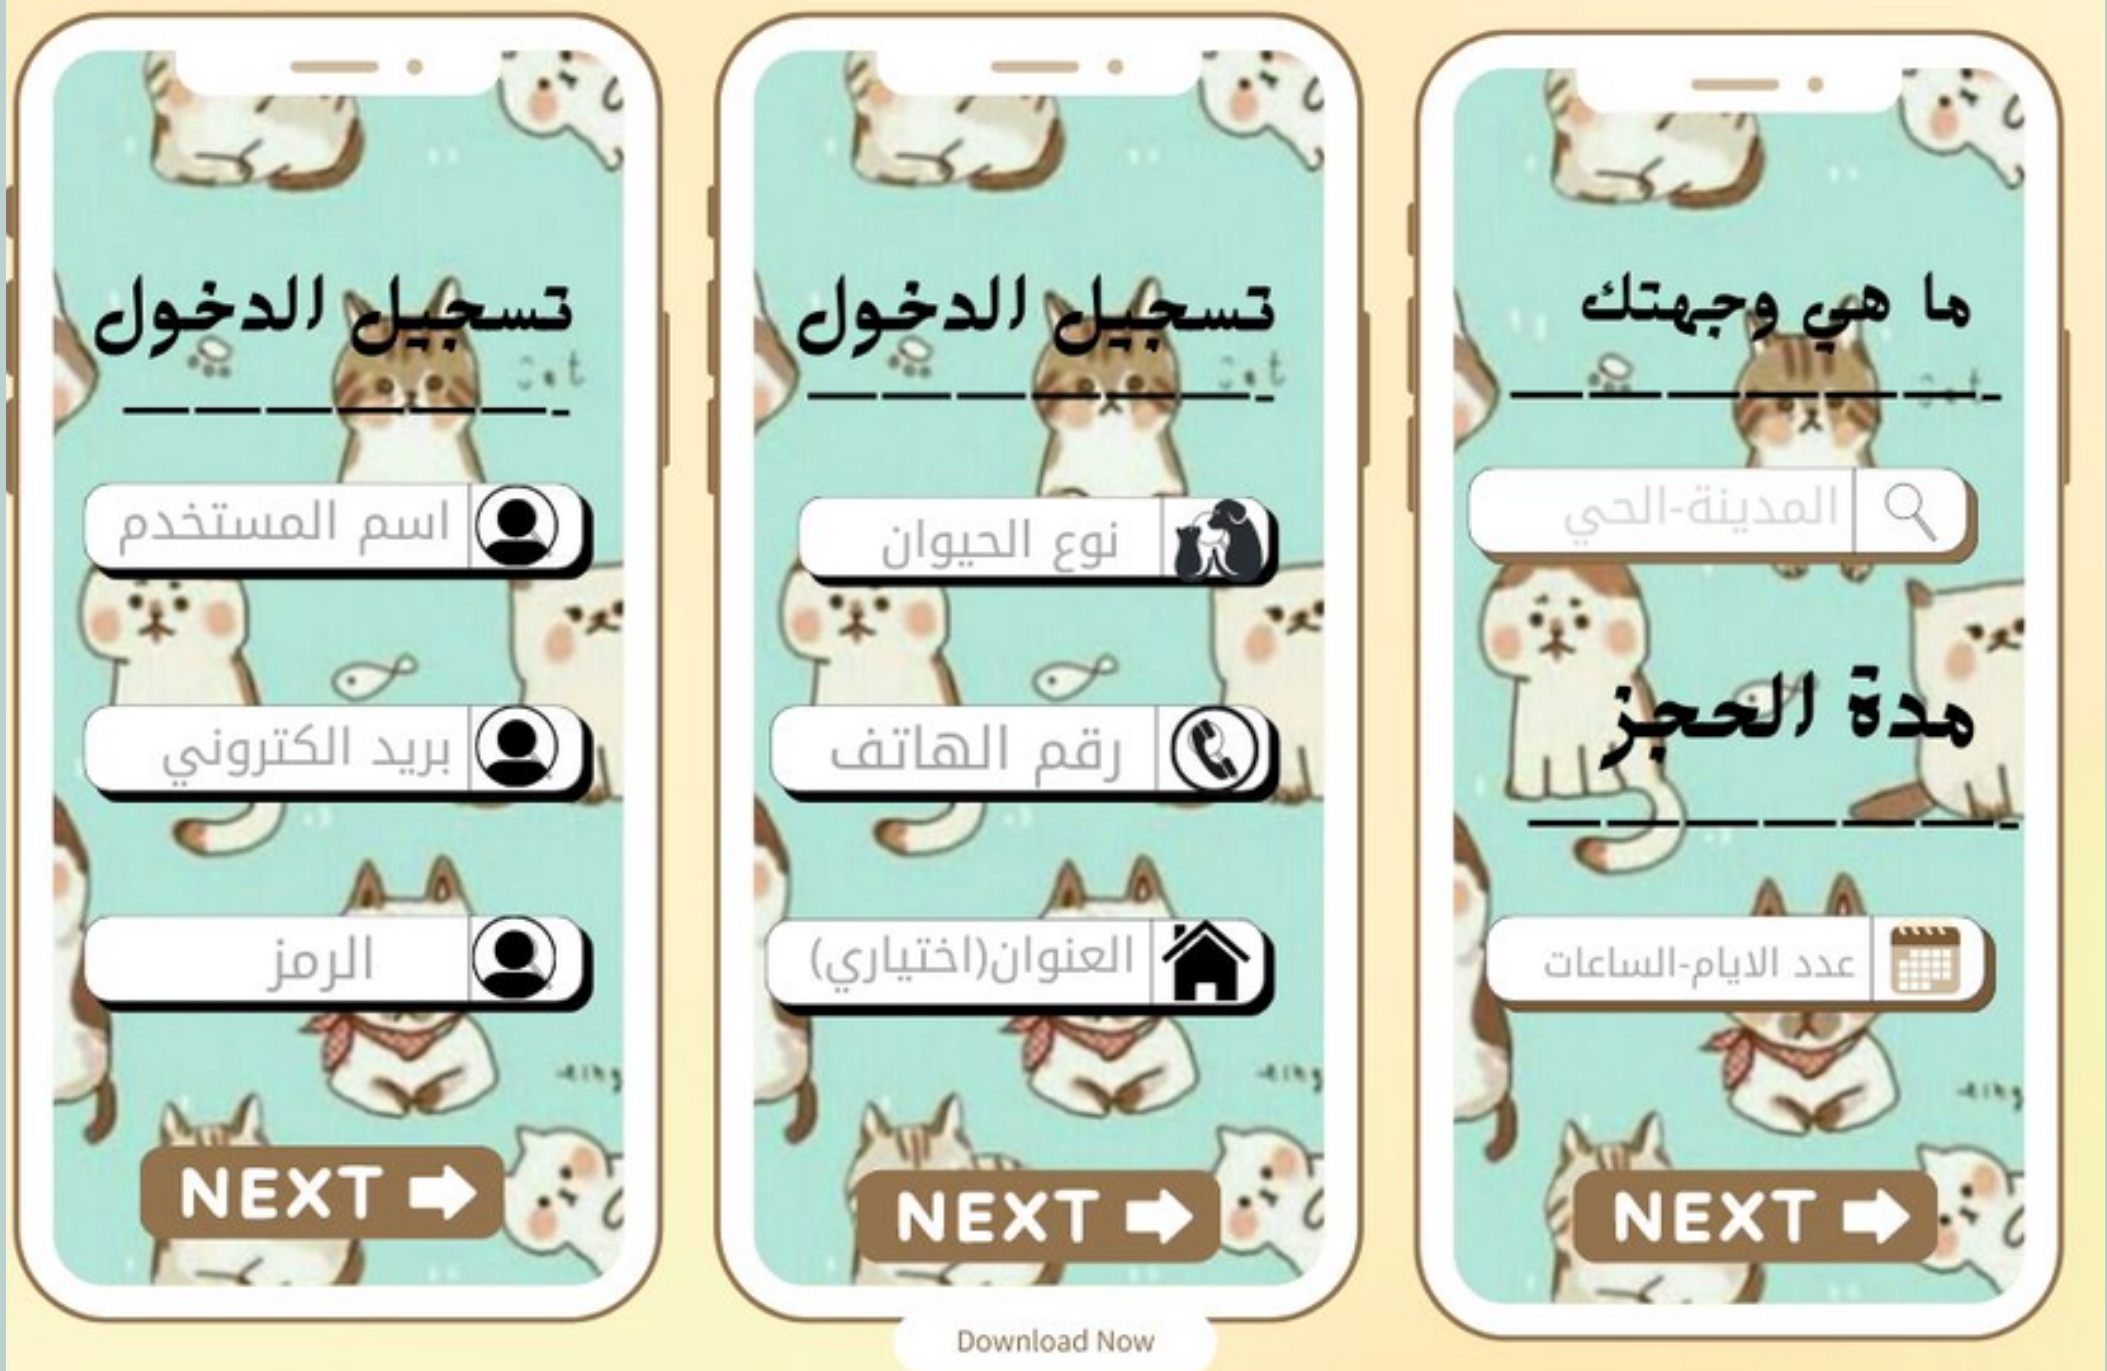 تسجيل الدخول
اسم المستخدم
بريد الكتروني
الرمز
NEXT
تسجيل الدخول
نوع الحيوان
رقم الهاتف
العنوان(اختياري)
NEXT
ما هي وجهتك
المدينة-الحي
مدة الحجز
عدد الايام-الساعات
NEXT
Download Now